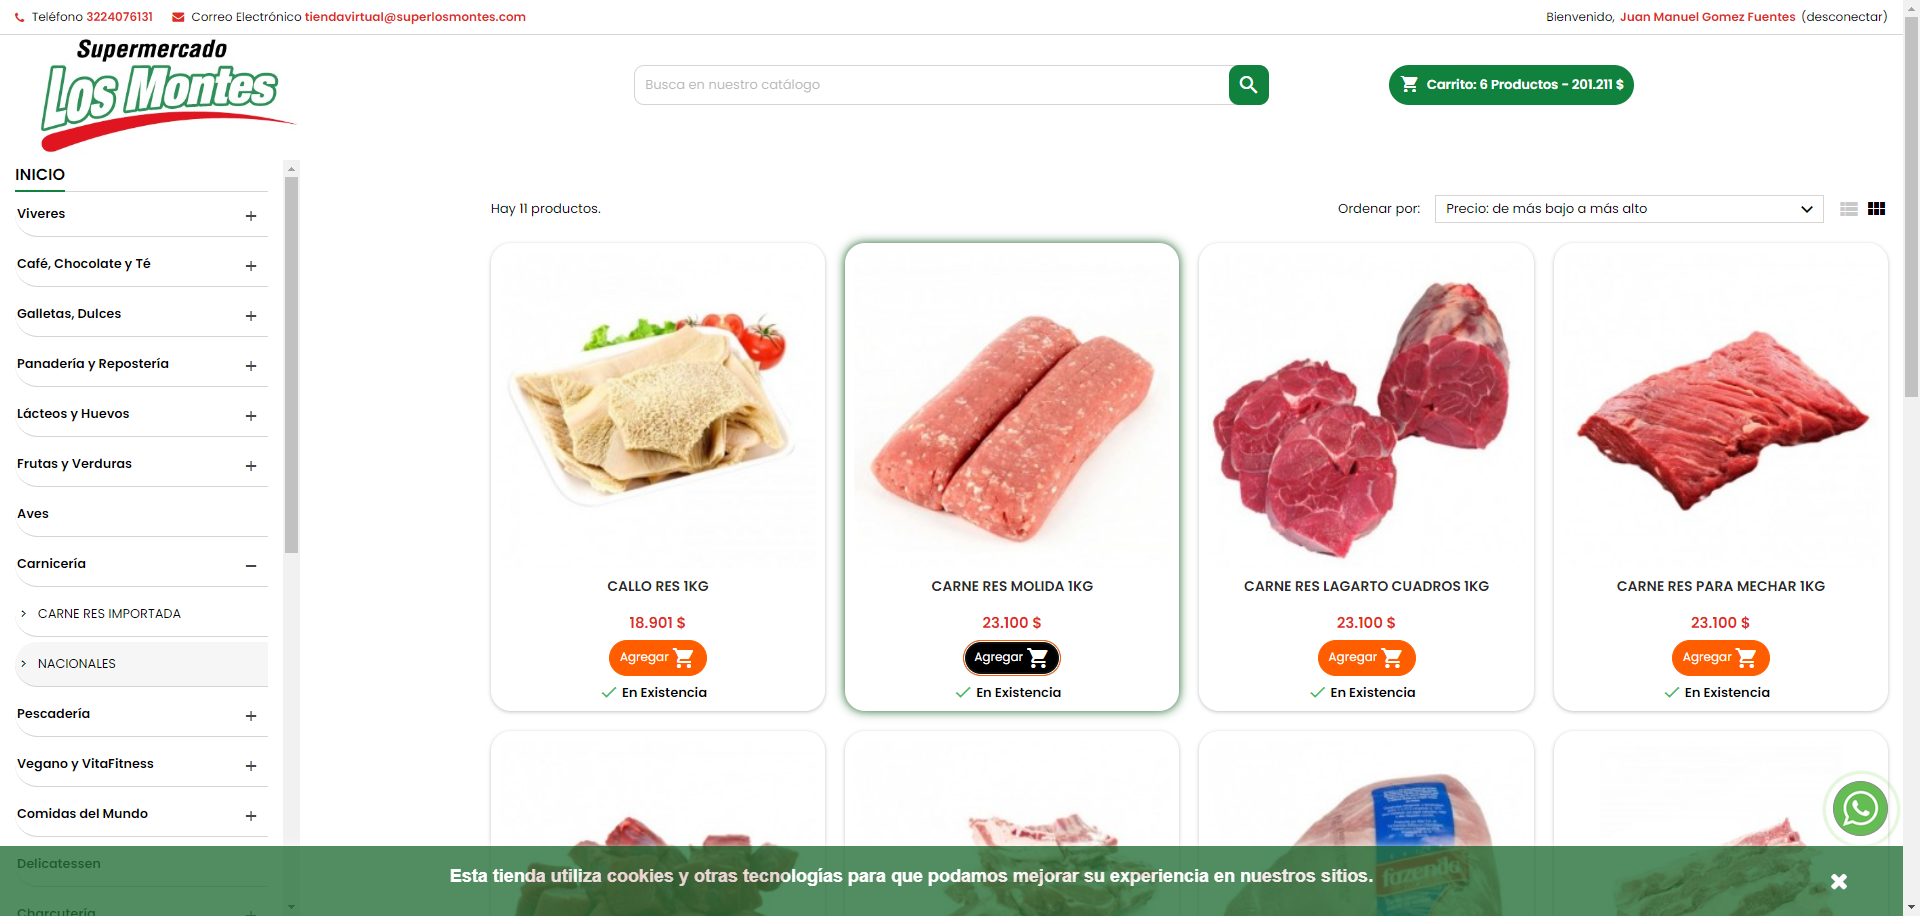 Teléfono 3224076131 Correo Electrónico tiendavirtual@superlosmontes.com
Bienvenido, Juan Manuel Gomez Fuentes (desconectar)
Supermercado
Los Montes
Busca en nuestro catálogo
Carrito: 6 Productos - 201.211 $
INICIO
Viveres
Café, Chocolate y Té
Galletas, Dulces
Panadería y Repostería
Lácteos y Huevos
Frutas y Verduras
Aves
Carnicería
CARNE RES IMPORTADA
NACIONALES
Pescadería
Vegano y VitaFitness
Comidas del Mundo
Delicatessen
Charcutería
Hay 11 productos.
Ordenar por: Precio: de más bajo a más alto
CALLO RES 1KG
18.901 $
Agregar
En Existencia
CARNE RES MOLIDA 1KG
23.100 $
Agregar
En Existencia
CARNE RES LAGARTO CUADROS 1KG
23.100 $
Agregar
En Existencia
CARNE RES PARA MECHAR 1KG
23.100 $
Agregar
En Existencia
fazenda
Esta tienda utiliza cookies y otras tecnologías para que podamos mejorar su experiencia en nuestros sitios.